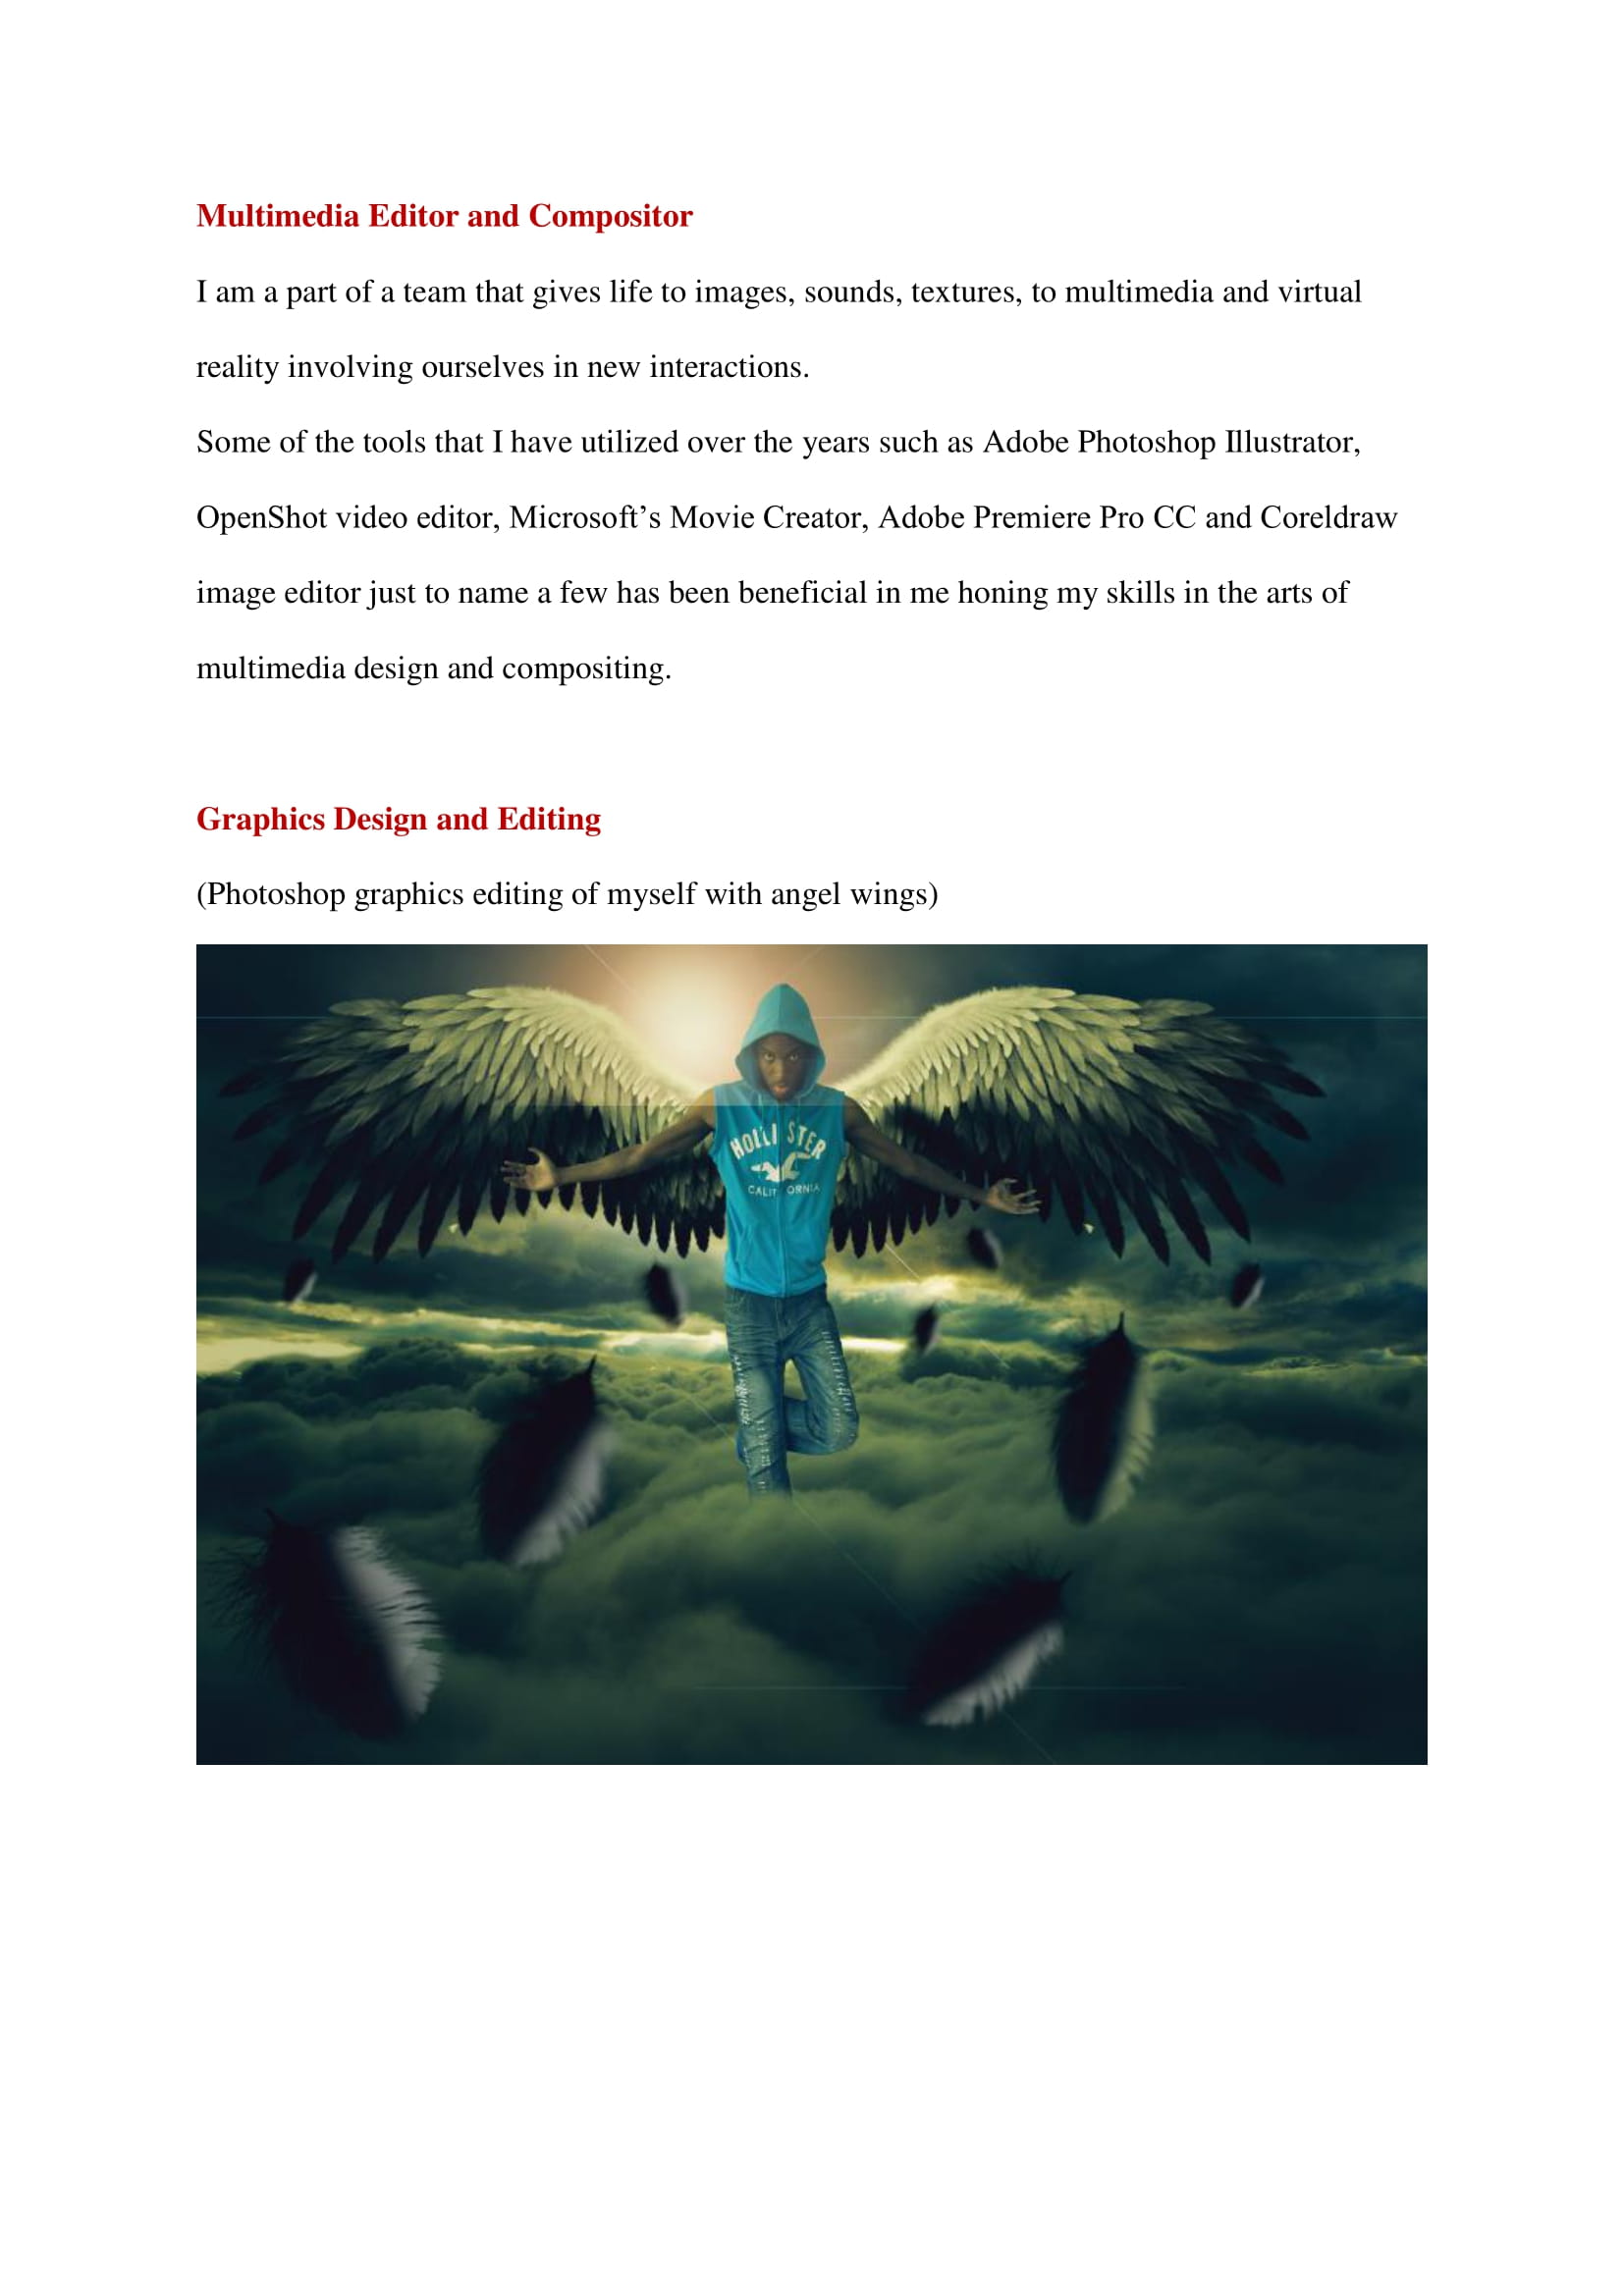 Multimedia Editor and Compositor
I am a part of a team that gives life to images, sounds, textures, to multimedia and virtual
reality involving ourselves in new interactions.
Some of the tools that I have utilized over the years such as Adobe Photoshop Illustrator,
OpenShot video editor, Microsoft’s Movie Creator, Adobe Premiere Pro CC and Coreldraw
image editor just to name a few has been beneficial in me honing my skills in the arts of
multimedia design and compositing.
Graphics Design and Editing
(Photoshop graphics editing of myself with angel wings)
HOLLI STER
CALIF ORNIA